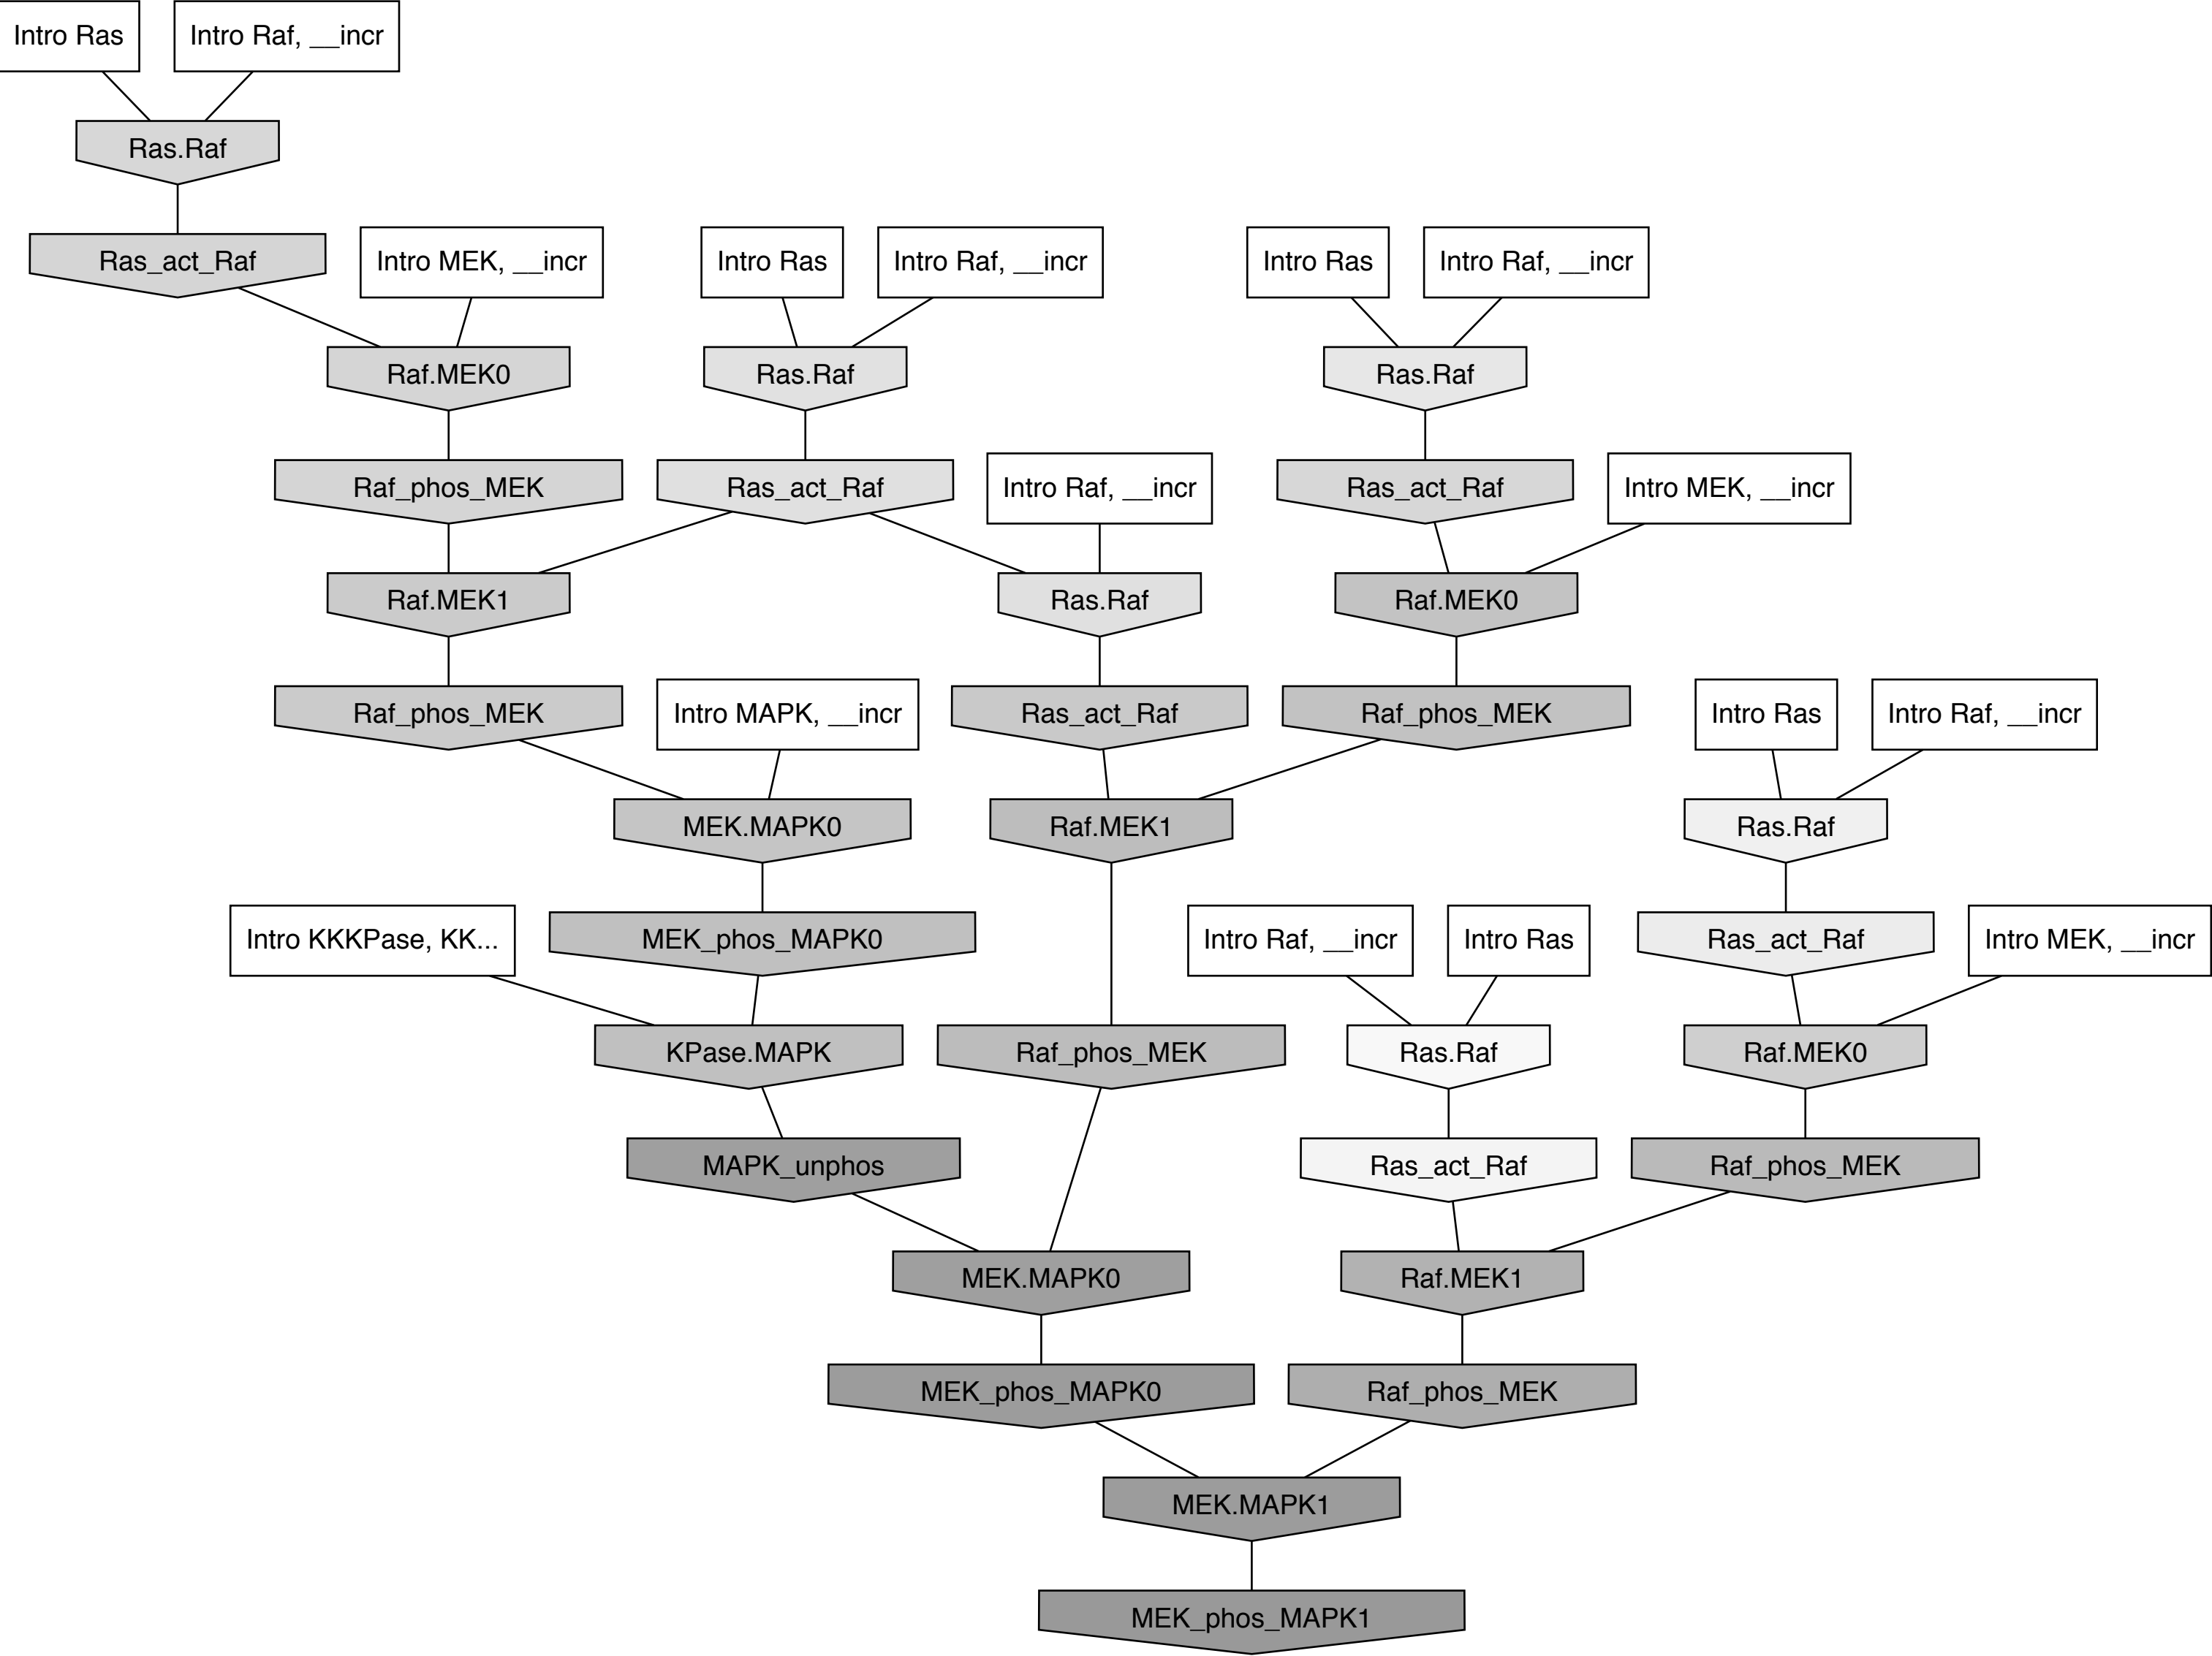 Intro Ras
Intro Raf, __incr
Ras.Raf
Ras_act_Raf
Intro MEK, __incr
Intro Ras
Intro Raf, __incr
Intro Ras
Intro Raf, __incr
Raf.MEK0
Ras.Raf
Ras.Raf
Raf_phos_MEK
Ras_act_Raf
Intro Raf, __incr
Ras_act_Raf
Intro MEK, __incr
Raf.MEK1
Ras.Raf
Raf.MEK0
Raf_phos_MEK
Intro MAPK, __incr
Ras_act_Raf
Raf_phos_MEK
Intro Ras
Intro Raf, __incr
MEK.MAPK0
Raf.MEK1
Ras.Raf
Intro KKKPase, KK...
MEK_phos_MAPK0
Intro Raf, __incr
Intro Ras
Ras_act_Raf
Intro MEK, __incr
KPase.MAPK
Raf_phos_MEK
Ras.Raf
Raf.MEK0
MAPK_unphos
Ras_act_Raf
Raf_phos_MEK
MEK.MAPK0
Raf.MEK1
MEK_phos_MAPK0
Raf_phos_MEK
MEK.MAPK1
MEK_phos_MAPK1